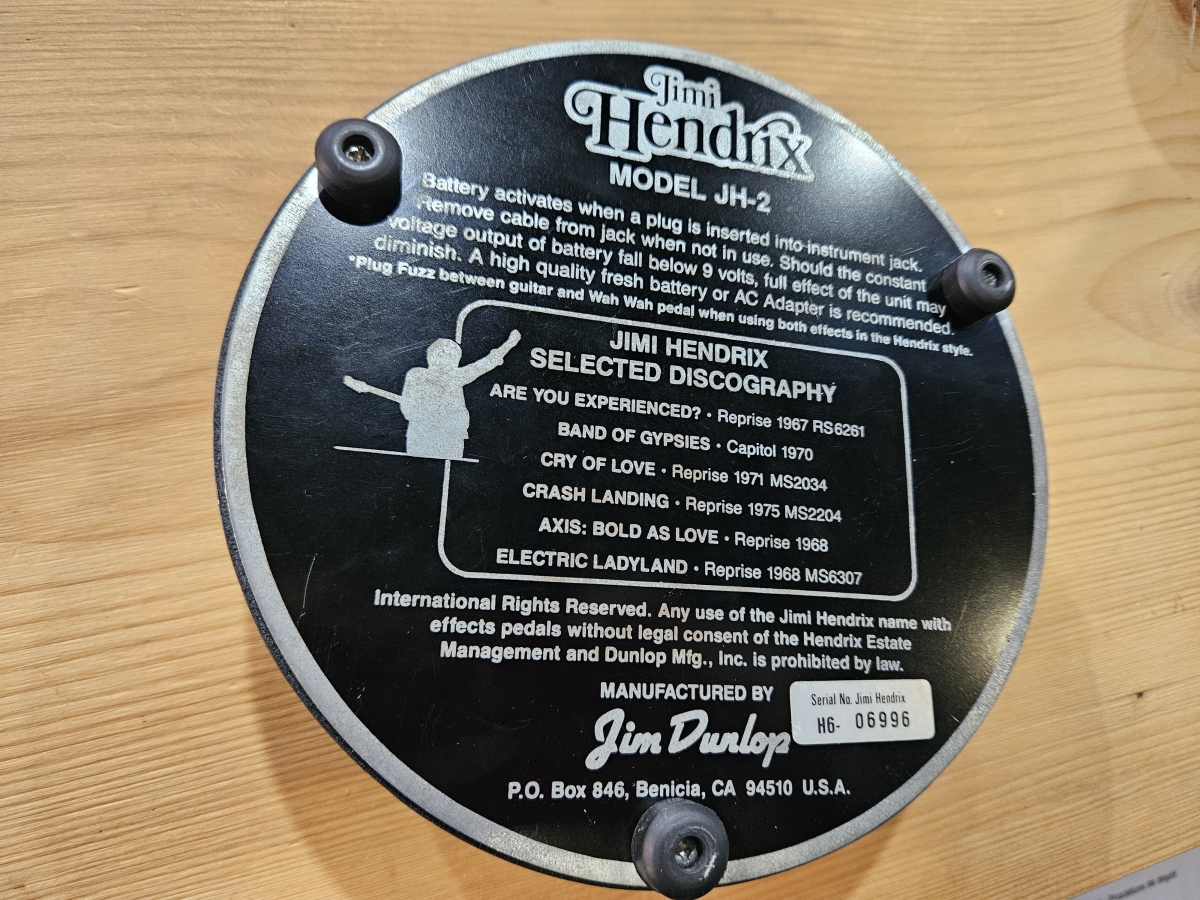 Jimi
Hendrix
MODEL JH-2
Battery activates when a plug is inserted into instrument jack.
Remove cable from jack when not in use. Should the constant
voltage output of battery fall below 9 volts, full effect of the unit may
diminish. A high quality fresh battery or AC Adapter is recommended.
*Plug Fuzz between guitar and Wah Wah pedal when using both effects in the Hendrix style.
JIMI HENDRIX
SELECTED DISCOGRAPHY
ARE YOU EXPERIENCED? • Reprise 1967 RS6261
BAND OF GYPSIES • Capitol 1970
CRY OF LOVE • Reprise 1971 MS2034
CRASH LANDING • Reprise 1975 MS2204
AXIS: BOLD AS LOVE • Reprise 1968
ELECTRIC LADYLAND • Reprise 1968 MS6307
International Rights Reserved. Any use of the Jimi Hendrix name with
effects pedals without legal consent of the Hendrix Estate
Management and Dunlop Mfg., Inc. is prohibited by law.
MANUFACTURED BY
Jim Dunlop
Serial No. Jimi Hendrix
H6- 06996
P.O. Box 846, Benicia, CA 94510 U.S.A.